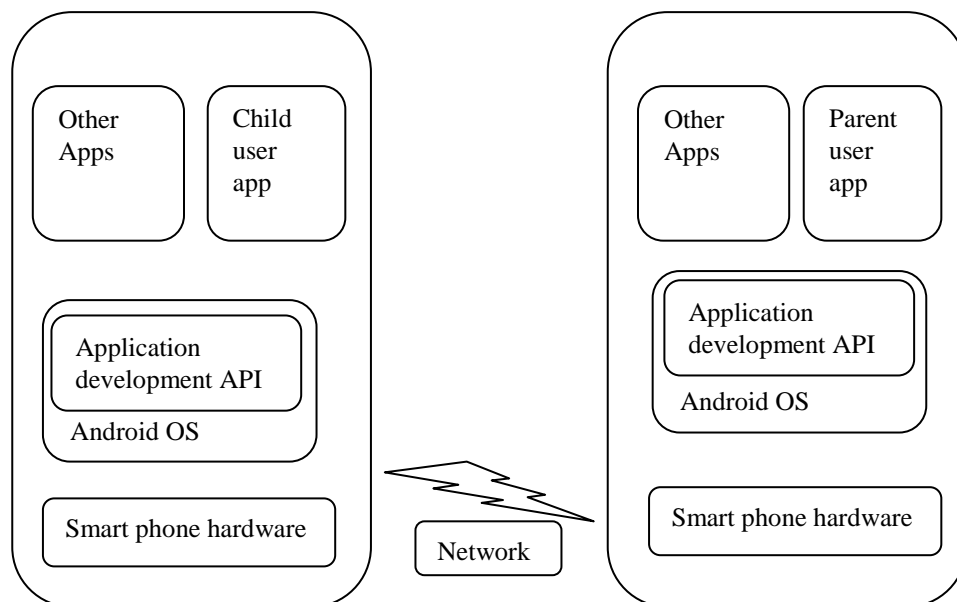 Other
Apps
Child
user
app
Application
development API
Android OS
Smart phone hardware
Network
Other
Apps
Parent
user
app
Application
development API
Android OS
Smart phone hardware